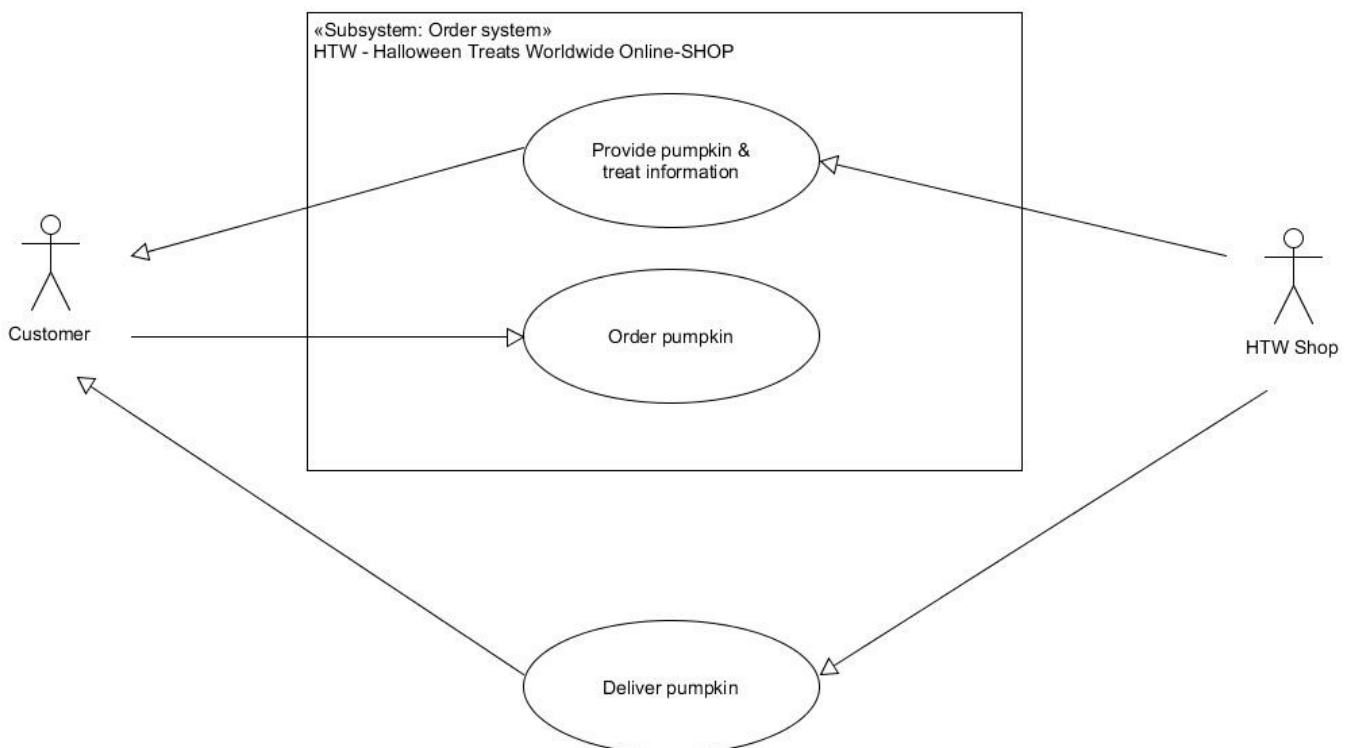 «Subsystem: Order system»
HTW - Halloween Treats Worldwide Online-SHOP
Provide pumpkin &
treat information
Customer
Order pumpkin
HTW Shop
Deliver pumpkin